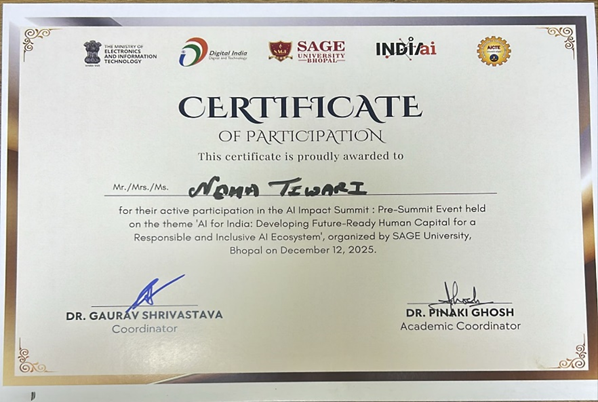 THE MINISTRY OF
ELECTRONICS
AND INFORMATION
TECHNOLOGY
Digital India
SAGE
SAGE
UNIVERSITY
BHOPAL
INDIAai
AICTE
CERTIFICATE
OF PARTICIPATION
This certificate is proudly awarded to
Mr./Mrs./Ms. NEHA TIWARI
for their active participation in the AI Impact Summit : Pre-Summit Event held
on the theme 'AI for India: Developing Future-Ready Human Capital for a
Responsible and Inclusive AI Ecosystem', organized by SAGE University,
Bhopal on December 12, 2025.
DR. GAURAV SHRIVASTAVA
Coordinator
Ghosh
DR. PINAKI GHOSH
Academic Coordinator